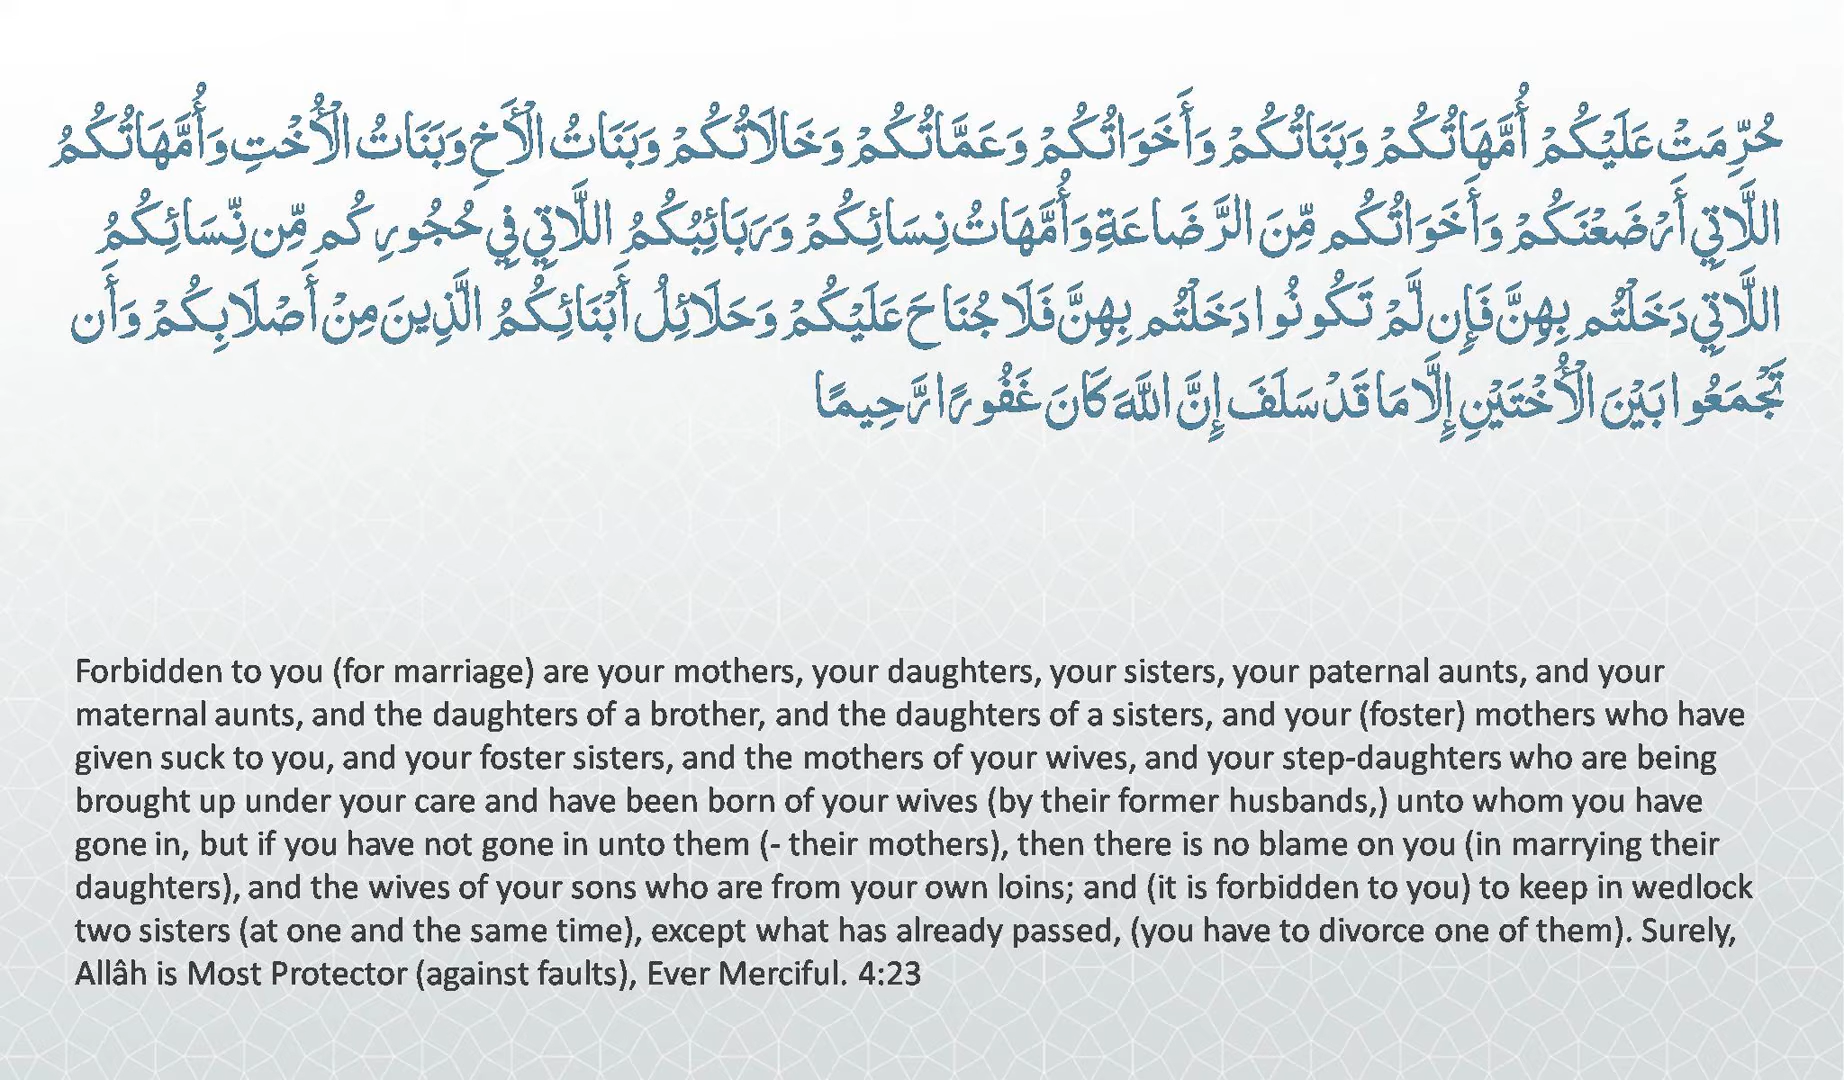 حُرِّمَتْ عَلَيْكُمْ أُمَّهَاتُكُمْ وَبَنَاتُكُمْ وَأَخَوَاتُكُمْ وَعَمَّاتُكُمْ وَخَالَاتُكُمْ وَبَنَاتُ الْأَخِ وَبَنَاتُ الْأُخْتِ وَأُمَّهَاتُكُمُ
اللَّاتِي أَرْضَعْنَكُمْ وَأَخَوَاتُكُم مِّنَ الرَّضَاعَةِ وَأُمَّهَاتُ نِسَائِكُمْ وَرَبَائِبُكُمُ اللَّاتِي فِي حُجُورِكُم مِّن نِّسَائِكُمُ
اللَّاتِي دَخَلْتُم بِهِنَّ فَإِن لَّمْ تَكُونُوا دَخَلْتُم بِهِنَّ فَلَا جُنَاحَ عَلَيْكُمْ وَحَلَائِلُ أَبْنَائِكُمُ الَّذِينَ مِنْ أَصْلَابِكُمْ وَأَن
تَجْمَعُوا بَيْنَ الْأُخْتَيْنِ إِلَّا مَا قَدْ سَلَفَ إِنَّ اللَّهَ كَانَ غَفُورًا رَّحِيمًا
Forbidden to you (for marriage) are your mothers, your daughters, your sisters, your paternal aunts, and your
maternal aunts, and the daughters of a brother, and the daughters of a sisters, and your (foster) mothers who have
given suck to you, and your foster sisters, and the mothers of your wives, and your step-daughters who are being
brought up under your care and have been born of your wives (by their former husbands,) unto whom you have
gone in, but if you have not gone in unto them (- their mothers), then there is no blame on you (in marrying their
daughters), and the wives of your sons who are from your own loins; and (it is forbidden to you) to keep in wedlock
two sisters (at one and the same time), except what has already passed, (you have to divorce one of them). Surely,
Allâh is Most Protector (against faults), Ever Merciful. 4:23